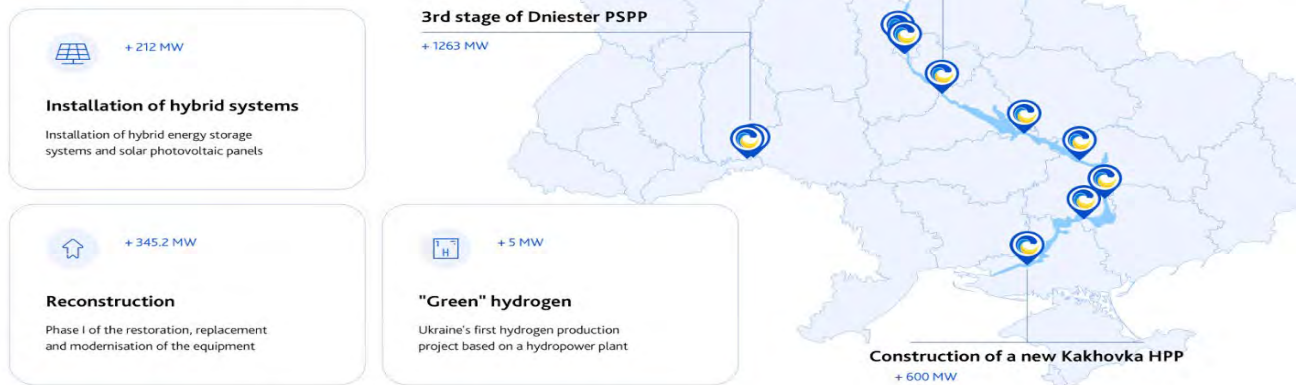 3rd stage of Dniester PSPP
+ 1263 MW
+ 212 MW
Installation of hybrid systems
Installation of hybrid energy storage
systems and solar photovoltaic panels
+ 345.2 MW
Reconstruction
Phase I of the restoration, replacement
and modernisation of the equipment
H
+ 5 MW
"Green" hydrogen
Ukraine's first hydrogen production
project based on a hydropower plant
Construction of a new Kakhovka HPP
+ 600 MW